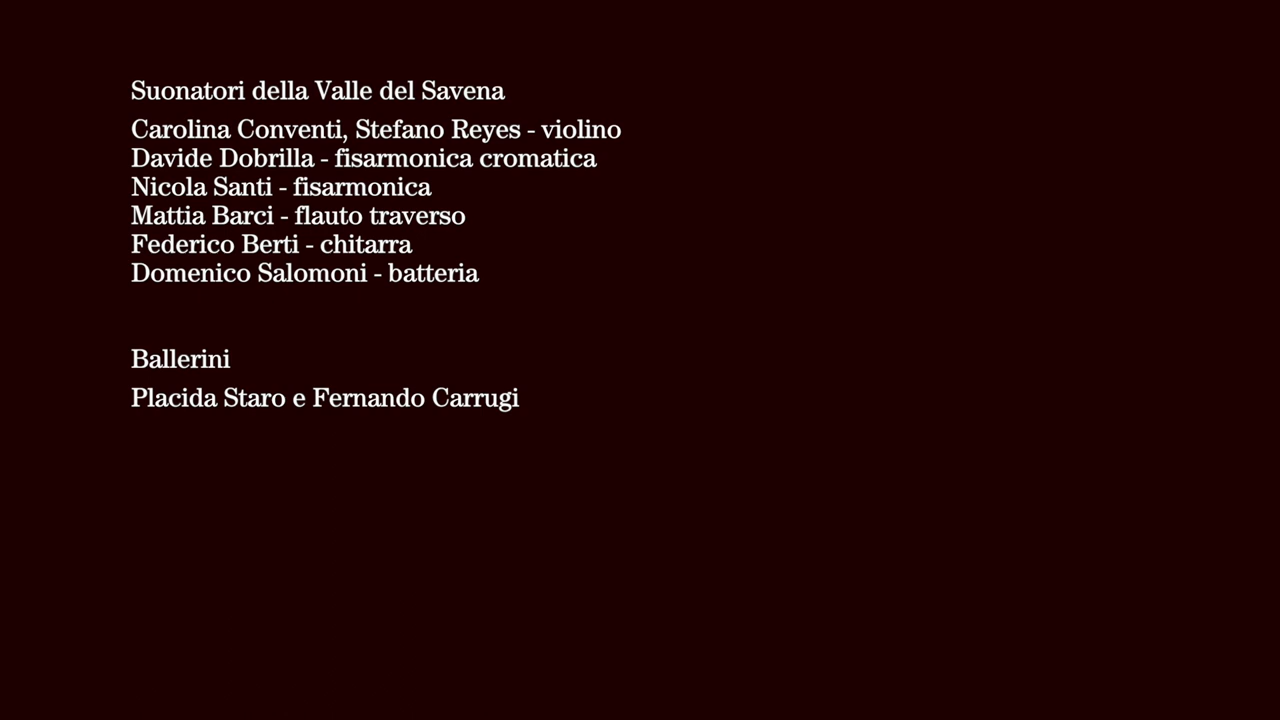 Suonatori della Valle del Savena
Carolina Conventi, Stefano Reyes - violino
Davide Dobrilla - fisarmonica cromatica
Nicola Santi - fisarmonica
Mattia Barci - flauto traverso
Federico Berti - chitarra
Domenico Salomoni - batteria
Ballerini
Placida Staro e Fernando Carrugi